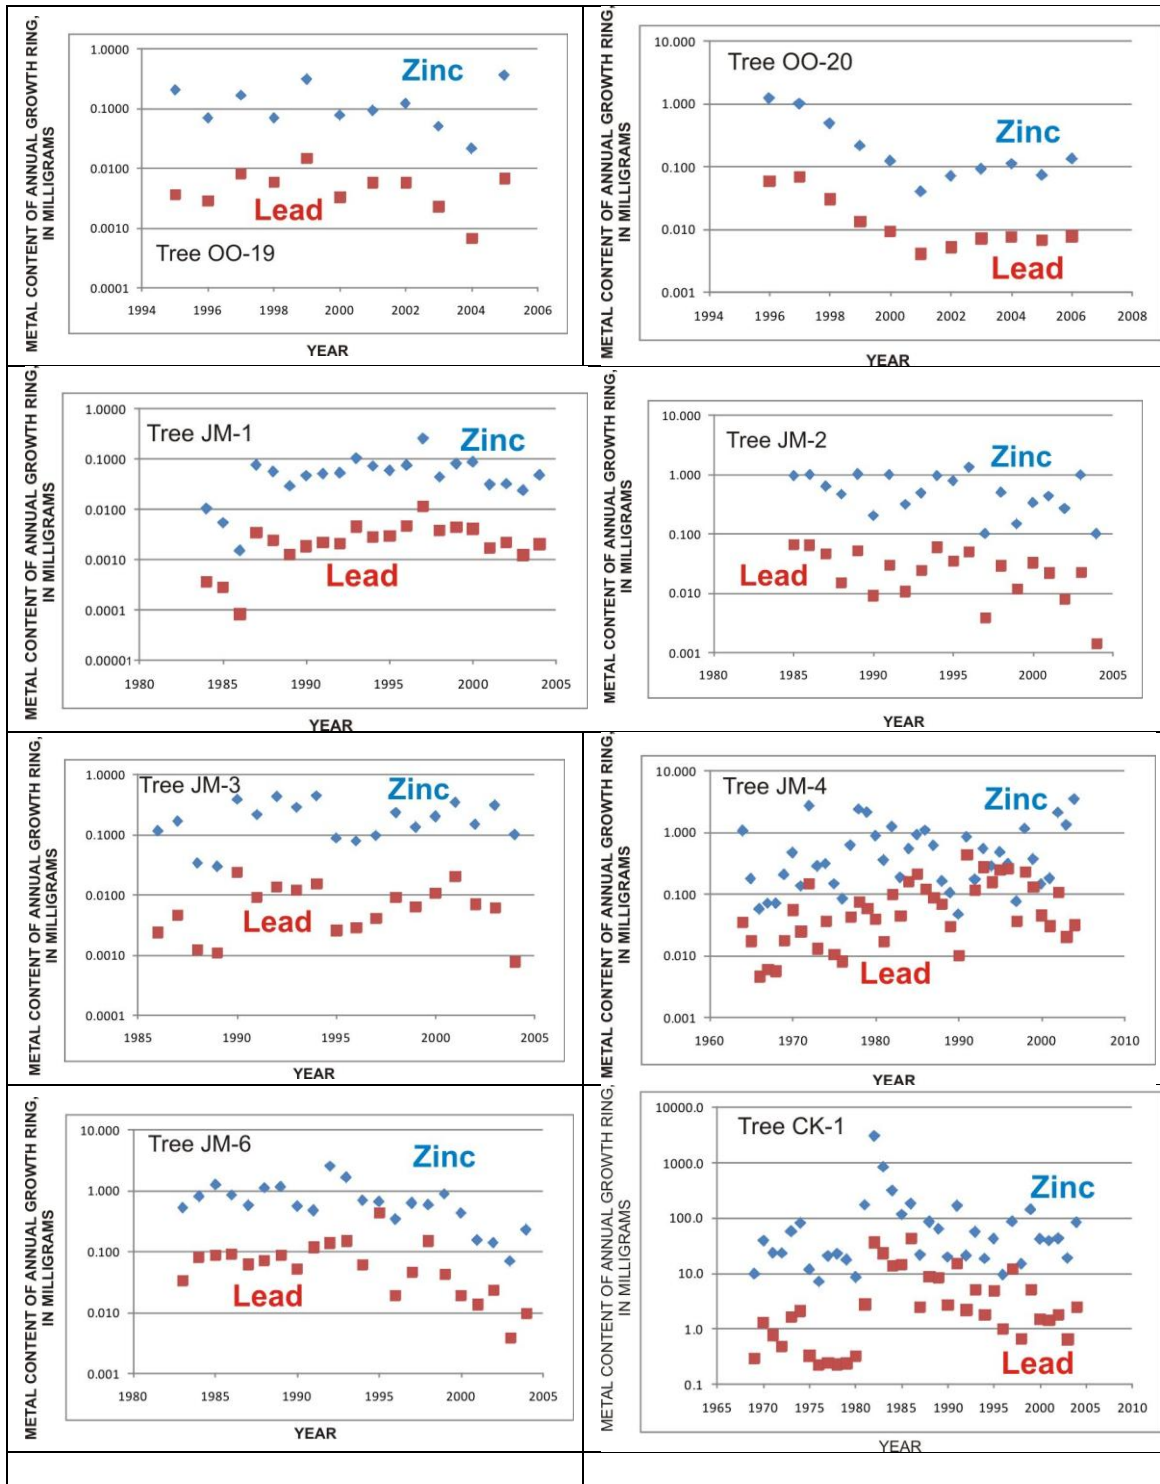 METAL CONTENT OF ANNUAL GROWTH RING,
IN MILLIGRAMS
1.0000
0.1000
0.0100
0.0010
0.0001
Zinc
Lead
Tree OO-19
1994 1996 1998 2000 2002 2004 2006
YEAR
METAL CONTENT OF ANNUAL GROWTH RING,
IN MILLIGRAMS
10.000
1.000
0.100
0.010
0.001
Tree OO-20
Zinc
Lead
1994 1996 1998 2000 2002 2004 2006 2008
YEAR
METAL CONTENT OF ANNUAL GROWTH RING,
IN MILLIGRAMS
1.0000
0.1000
0.0100
0.0010
0.0001
0.00001
Tree JM-1
Zinc
Lead
1980 1985 1990 1995 2000 2005
YEAR
METAL CONTENT OF ANNUAL GROWTH RING,
IN MILLIGRAMS
10.000
1.000
0.100
0.010
0.001
Tree JM-2
Zinc
Lead
1980 1985 1990 1995 2000 2005
YEAR
METAL CONTENT OF ANNUAL GROWTH RING,
IN MILLIGRAMS
1.0000
0.1000
0.0100
0.0010
0.0001
Tree JM-3
Zinc
Lead
1985 1990 1995 2000 2005
YEAR
METAL CONTENT OF ANNUAL GROWTH RING,
IN MILLIGRAMS
10.000
1.000
0.100
0.010
0.001
Tree JM-4
Zinc
Lead
1960 1970 1980 1990 2000 2010
YEAR
METAL CONTENT OF ANNUAL GROWTH RING,
IN MILLIGRAMS
10.000
1.000
0.100
0.010
0.001
Tree JM-6
Zinc
Lead
1980 1985 1990 1995 2000 2005
YEAR
METAL CONTENT OF ANNUAL GROWTH RING,
IN MILLIGRAMS
10000.0
1000.0
100.0
10.0
1.0
0.1
Tree CK-1
Zinc
Lead
1965 1970 1975 1980 1985 1990 1995 2000 2005 2010
YEAR